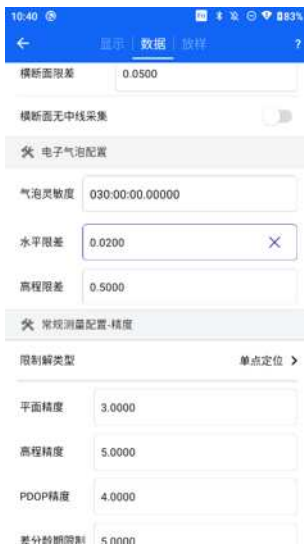 10:40 83%
显示 数据 放样 ?
横断面限差 0.0500
横断面无中线采集
电子气泡配置
气泡灵敏度 030:00:00.00000
水平限差 0.0200
高程限差 0.5000
常规测量配置-精度
限制解类型 单点定位
平面精度 3.0000
高程精度 5.0000
PDOP精度 4.0000
差分龄期限制 5.0000